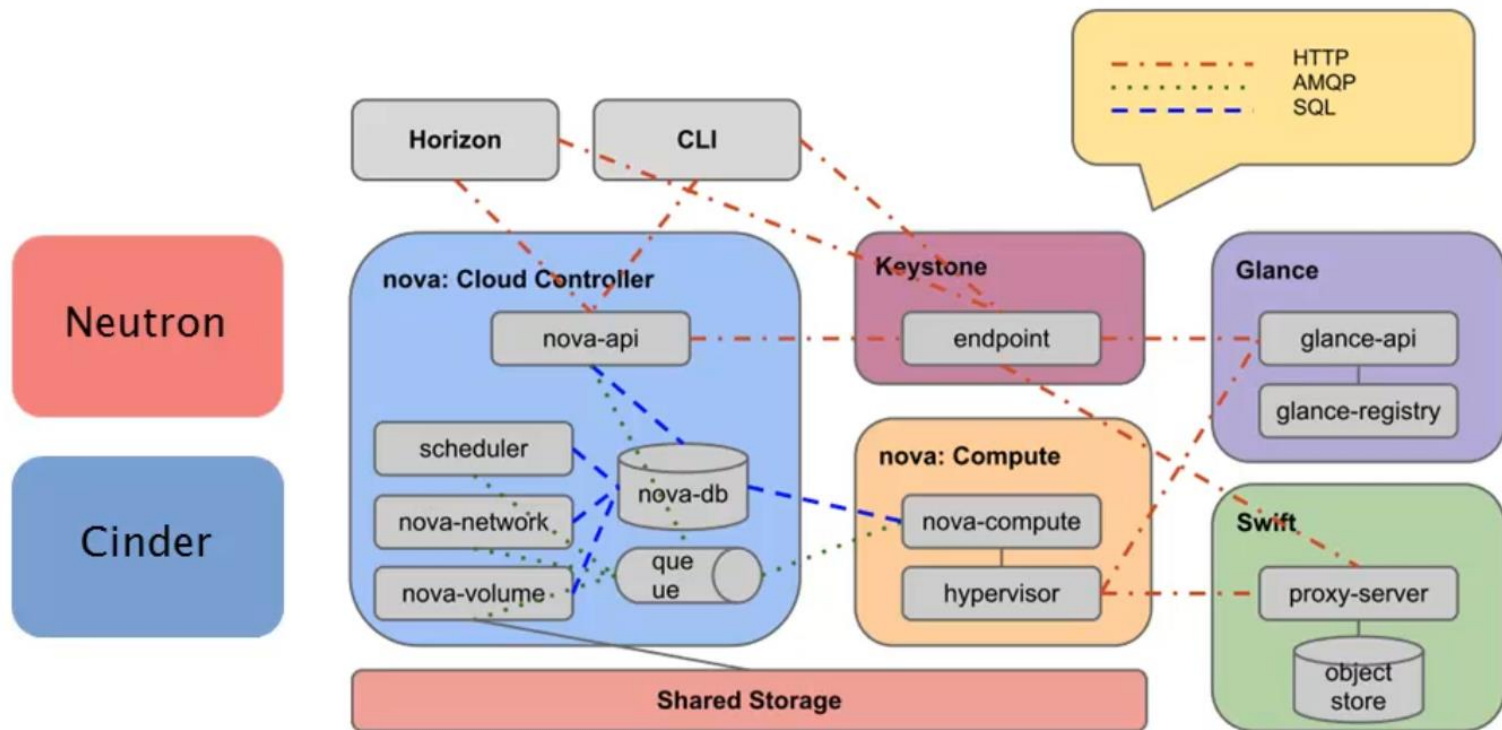 HTTP
AMQP
SQL
Horizon
CLI
Neutron
Cinder
nova: Cloud Controller
nova-api
scheduler
nova-network
nova-volume
nova-db
que
ue
Keystone
endpoint
nova: Compute
nova-compute
hypervisor
Glance
glance-api
glance-registry
Swift
proxy-server
object
store
Shared Storage